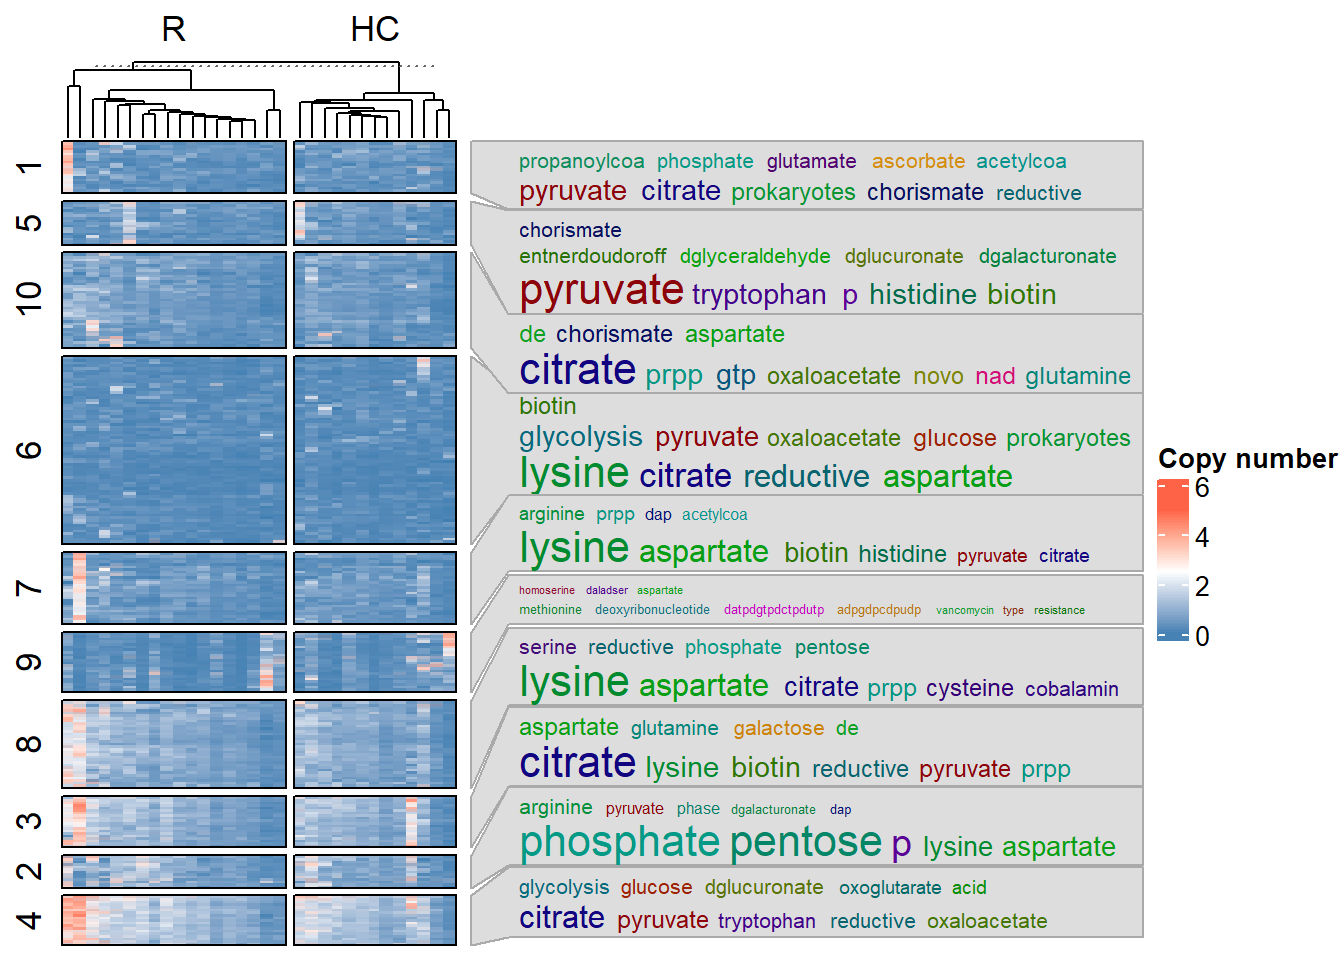 R HC
1
5
10
6
7
9
8
3
2
4
propanoylcoa phosphate glutamate ascorbate acetylcoa
pyruvate citrate prokaryotes chorismate reductive
chorismate
entnerdoudoroff dglyceraldehyde dglucuronate dgalacturonate
pyruvate tryptophan p histidine biotin
de chorismate aspartate
citrate prpp gtp oxaloacetate novo nad glutamine
biotin
glycolysis pyruvate oxaloacetate glucose prokaryotes
lysine citrate reductive aspartate
arginine prpp dap acetylcoa
lysine aspartate biotin histidine pyruvate citrate
homoserine daladser aspartate
methionine deoxyribonucleotide datpdgtpdctpdutp adpgdpcdpudp vancomycin type resistance
serine reductive phosphate pentose
lysine aspartate citrate prpp cysteine cobalamin
aspartate glutamine galactose de
citrate lysine biotin reductive pyruvate prpp
arginine pyruvate phase dgalacturonate dap
phosphate pentose p lysine aspartate
glycolysis glucose dglucuronate oxoglutarate acid
citrate pyruvate tryptophan reductive oxaloacetate
Copy number
6
4
2
0